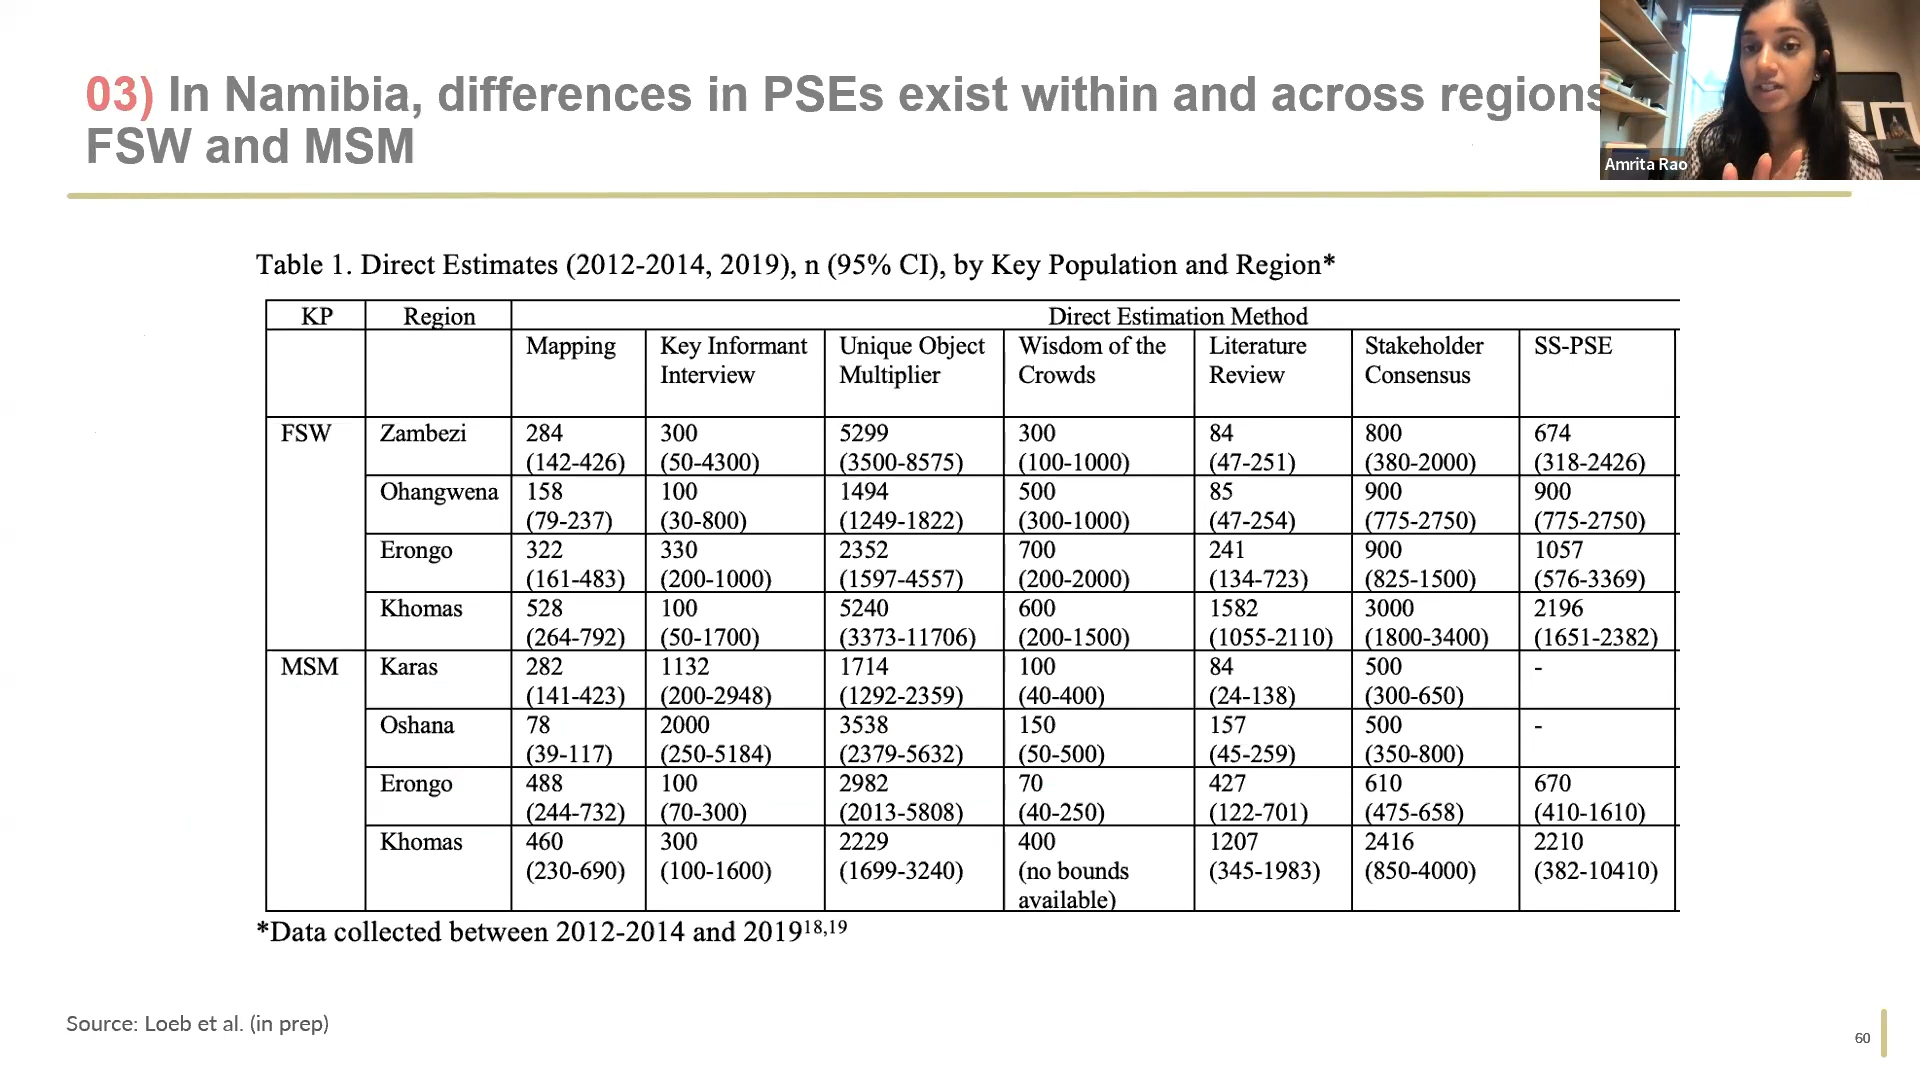 03) In Namibia, differences in PSEs exist within and across regions
FSW and MSM
Amrita Rao
Table 1. Direct Estimates (2012-2014, 2019), n (95% CI), by Key Population and Region*
KP Region Direct Estimation Method
Mapping Key Informant Interview Unique Object Multiplier Wisdom of the Crowds Literature Review Stakeholder Consensus SS-PSE
FSW Zambezi 284 300 5299 300 84 800 674
(142-426) (50-4300) (3500-8575) (100-1000) (47-251) (380-2000) (318-2426)
Ohangwena 158 100 1494 500 85 900 900
(79-237) (30-800) (1249-1822) (300-1000) (47-254) (775-2750) (775-2750)
Erongo 322 330 2352 700 241 900 1057
(161-483) (200-1000) (1597-4557) (200-2000) (134-723) (825-1500) (576-3369)
Khomas 528 100 5240 600 1582 3000 2196
(264-792) (50-1700) (3373-11706) (200-1500) (1055-2110) (1800-3400) (1651-2382)
MSM Karas 282 1132 1714 100 84 500 -
(141-423) (200-2948) (1292-2359) (40-400) (24-138) (300-650)
Oshana 78 2000 3538 150 157 500 -
(39-117) (250-5184) (2379-5632) (50-500) (45-259) (350-800)
Erongo 488 100 2982 70 427 610 670
(244-732) (70-300) (2013-5808) (40-250) (122-701) (475-658) (410-1610)
Khomas 460 300 2229 400 1207 2416 2210
(230-690) (100-1600) (1699-3240) (no bounds available) (345-1983) (850-4000) (382-10410)
*Data collected between 2012-2014 and 2019¹⁸,¹⁹
Source: Loeb et al. (in prep)
60